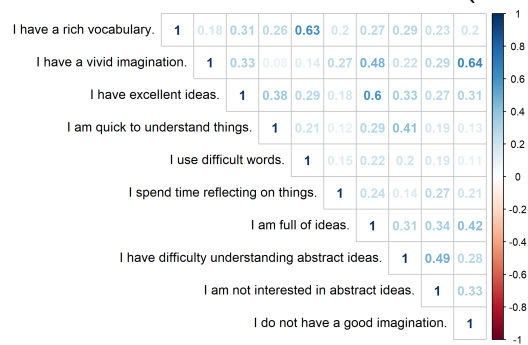 I have a rich vocabulary. 1 0.18 0.31 0.26 0.63 0.2 0.27 0.29 0.23 0.2
I have a vivid imagination. 1 0.33 0.08 0.14 0.27 0.48 0.22 0.29 0.64
I have excellent ideas. 1 0.38 0.29 0.18 0.6 0.33 0.27 0.31
I am quick to understand things. 1 0.21 0.12 0.29 0.41 0.19 0.13
I use difficult words. 1 0.15 0.22 0.2 0.19 0.11
I spend time reflecting on things. 1 0.24 0.14 0.27 0.21
I am full of ideas. 1 0.31 0.34 0.42
I have difficulty understanding abstract ideas. 1 0.49 0.28
I am not interested in abstract ideas. 1 0.33
I do not have a good imagination. 1
1
0.8
0.6
0.4
0.2
0
-0.2
-0.4
-0.6
-0.8
-1